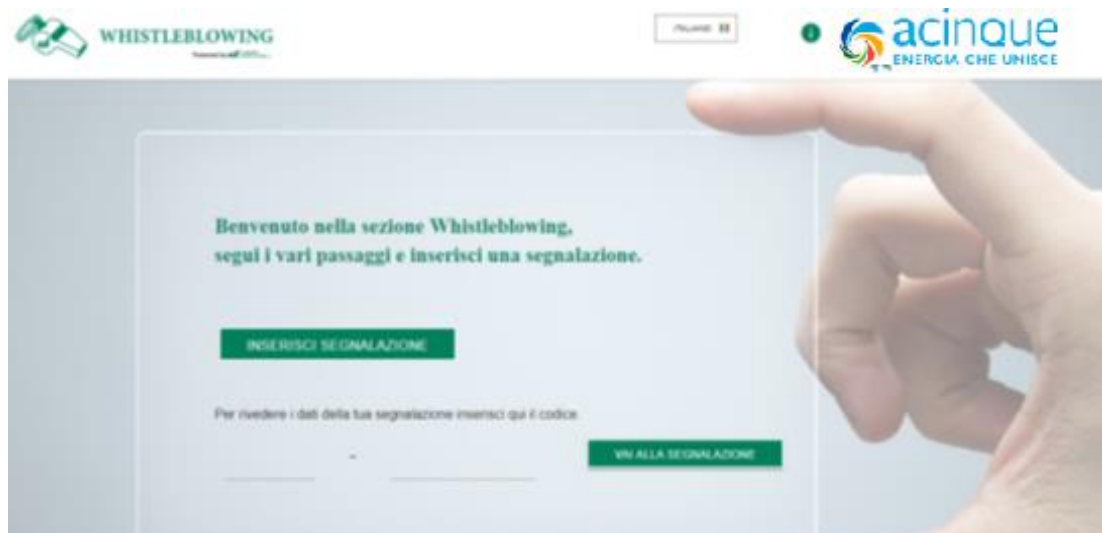 WHISTLEBLOWING
ITALIANO
acinque
ENERGIA CHE UNISCE
Benvenuto nella sezione Whistleblowing,
segui i vari passaggi e inserisci una segnalazione.
INSERISCI SEGNALAZIONE
Per rivedere i dati della tua segnalazione inserisci qui il codice
-
VAI ALLA SEGNALAZIONE